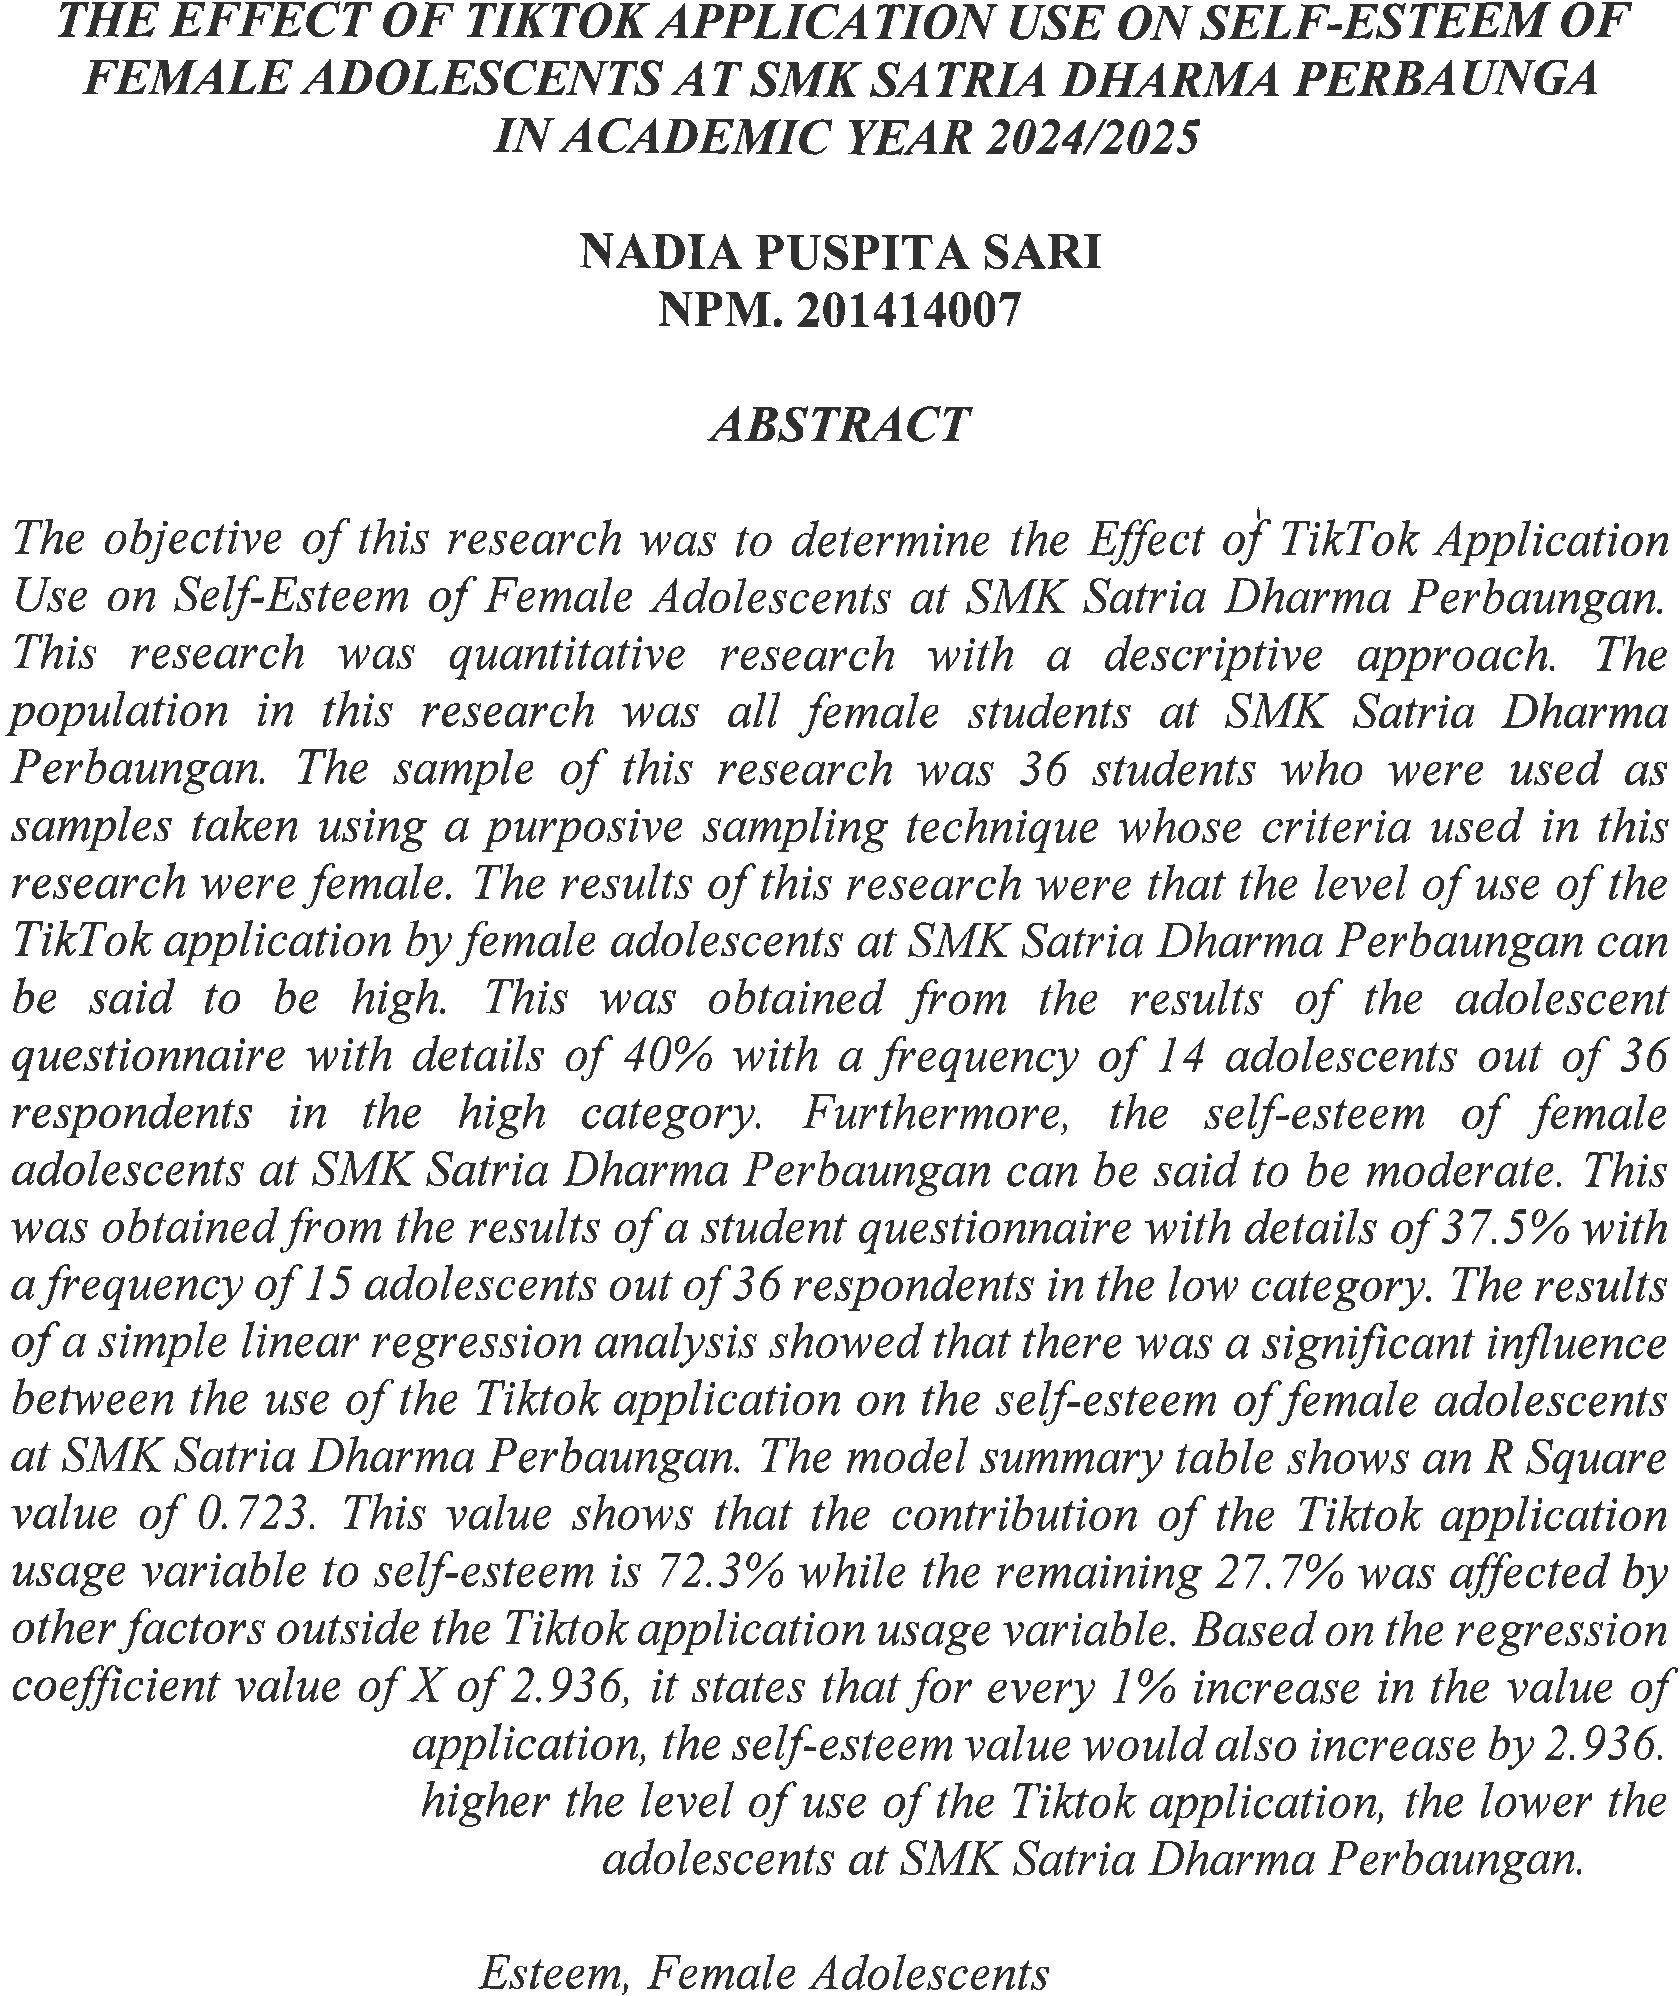 THE EFFECT OF TIKTOK APPLICATION USE ON SELF-ESTEEM OF
FEMALE ADOLESCENTS AT SMK SATRIA DHARMA PERBAUNGA
IN ACADEMIC YEAR 2024/2025
NADIA PUSPITA SARI
NPM. 201414007
ABSTRACT
The objective of this research was to determine the Effect of TikTok Application
Use on Self-Esteem of Female Adolescents at SMK Satria Dharma Perbaungan.
This research was quantitative research with a descriptive approach. The
population in this research was all female students at SMK Satria Dharma
Perbaungan. The sample of this research was 36 students who were used as
samples taken using a purposive sampling technique whose criteria used in this
research were female. The results of this research were that the level of use of the
TikTok application by female adolescents at SMK Satria Dharma Perbaungan can
be said to be high. This was obtained from the results of the adolescent
questionnaire with details of 40% with a frequency of 14 adolescents out of 36
respondents in the high category. Furthermore, the self-esteem of female
adolescents at SMK Satria Dharma Perbaungan can be said to be moderate. This
was obtained from the results of a student questionnaire with details of 37.5% with
a frequency of 15 adolescents out of 36 respondents in the low category. The results
of a simple linear regression analysis showed that there was a significant influence
between the use of the Tiktok application on the self-esteem of female adolescents
at SMK Satria Dharma Perbaungan. The model summary table shows an R Square
value of 0.723. This value shows that the contribution of the Tiktok application
usage variable to self-esteem is 72.3% while the remaining 27.7% was affected by
other factors outside the Tiktok application usage variable. Based on the regression
coefficient value of X of 2.936, it states that for every 1% increase in the value of
application, the self-esteem value would also increase by 2.936.
higher the level of use of the Tiktok application, the lower the
adolescents at SMK Satria Dharma Perbaungan.
Esteem, Female Adolescents